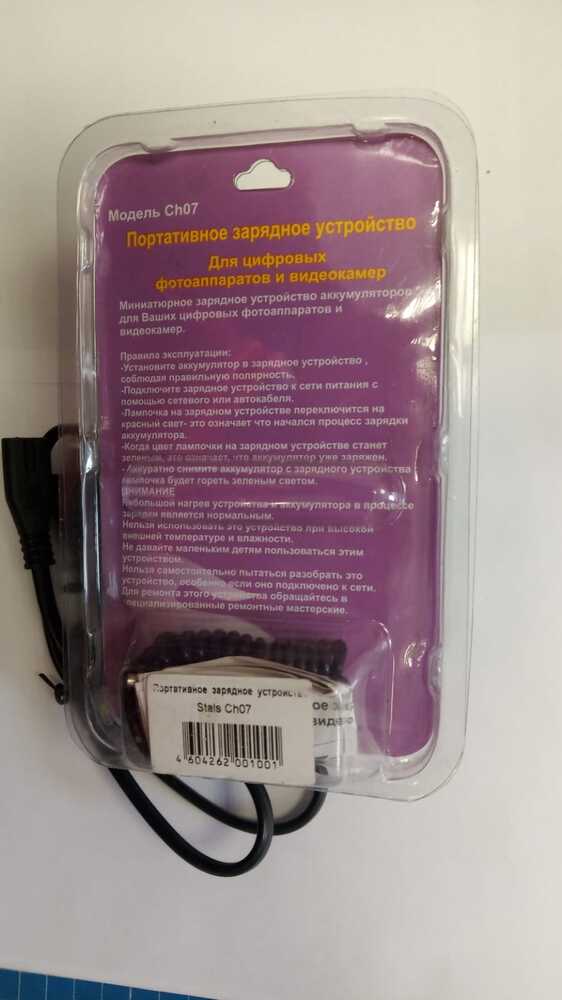 Модель Ch07
Портативное зарядное устройство
Для цифровых
фотоаппаратов и видеокамер
Миниатюрное зарядное устройство аккумуляторов
для Ваших цифровых фотоаппаратов и
видеокамер.
Правила эксплуатации:
-Установите аккумулятор в зарядное устройство ,
соблюдая правильную полярность.
-Подключите зарядное устройство к сети питания с
помощью сетевого или автокабеля.
-Лампочка на зарядном устройстве переключится на
красный свет- это означает что начался процесс зарядки
аккумулятора.
-Когда цвет лампочки на зарядном устройстве станет
зеленым, это означает, что аккумулятор уже заряжен.
- Аккуратно снимите аккумулятор с зарядного устройства
лампочка будет гореть зеленым светом.
ВНИМАНИЕ
Небольшой нагрев устройства и аккумулятора в процессе
зарядки является нормальным.
Нельзя использовать это устройство при высокой
внешней температуре и влажности.
Не давайте маленьким детям пользоваться этим
устройством.
Нельзя самостоятельно пытаться разобрать это
устройство, особенно если оно подключено к сети.
Для ремонта этого устройства обращайтесь в
специализированные ремонтные мастерские.
Портативное зарядное устройство
Stals Ch07
4 604262 001001